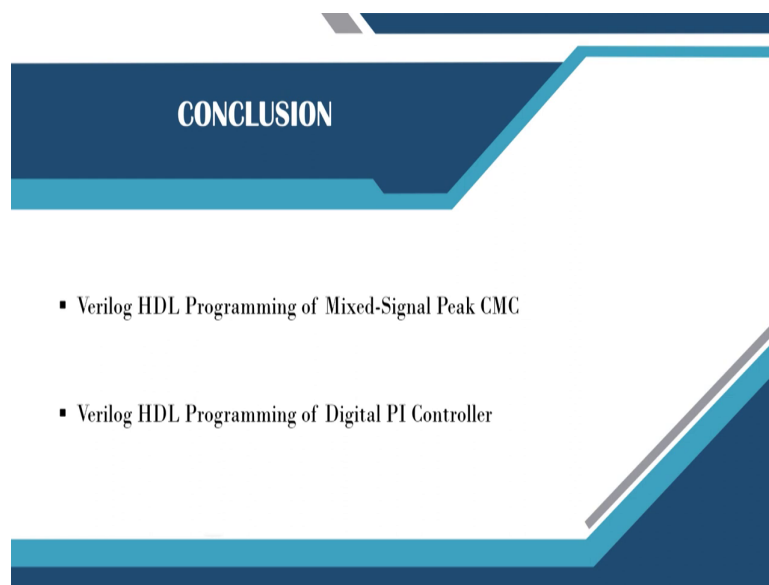 CONCLUSION
▪ Verilog HDL Programming of Mixed-Signal Peak CMC
▪ Verilog HDL Programming of Digital PI Controller